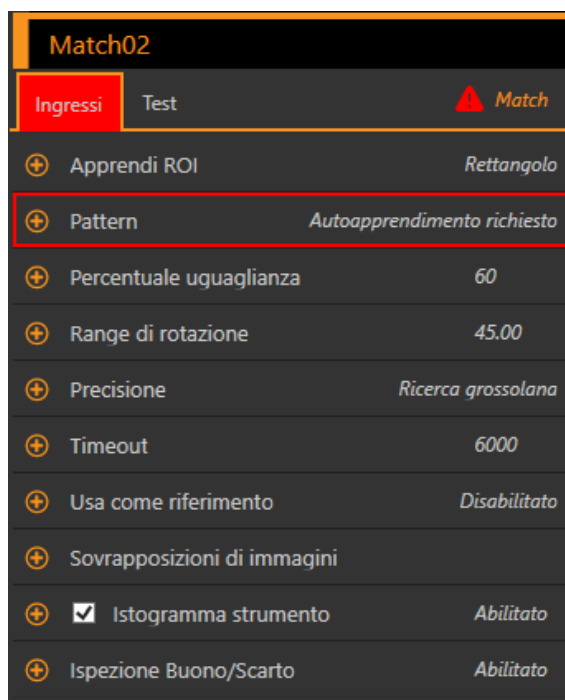 Match02
Ingressi Test Match
Apprendi ROI Rettangolo
Pattern Autoapprendimento richiesto
Percentuale uguaglianza 60
Range di rotazione 45.00
Precisione Ricerca grossolana
Timeout 6000
Usa come riferimento Disabilitato
Sovrapposizioni di immagini
Istogramma strumento Abilitato
Ispezione Buono/Scarto Abilitato